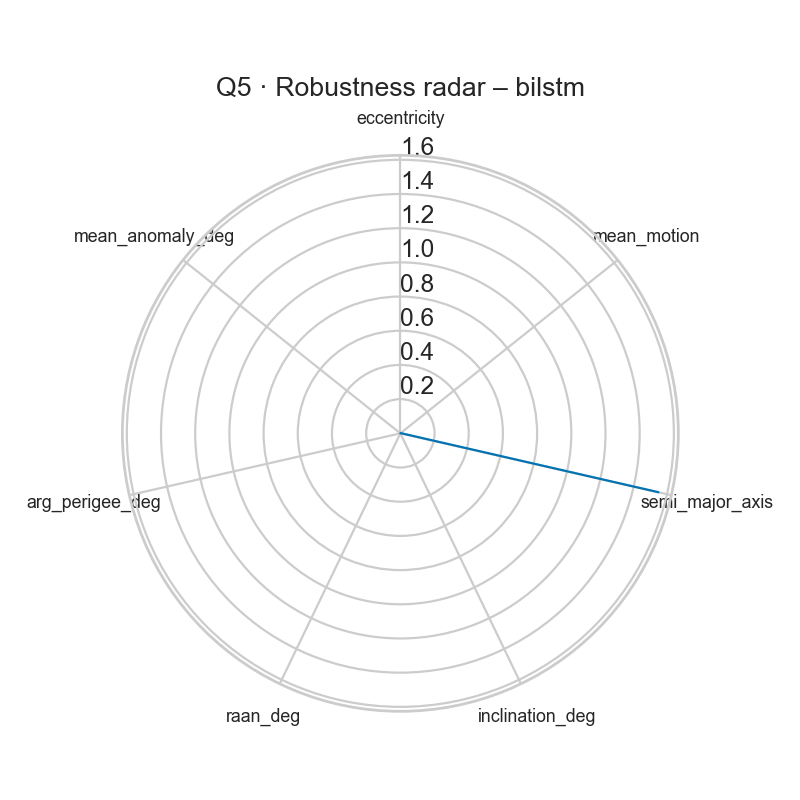 Q5 · Robustness radar – bilstm
eccentricity
1.6
1.4
1.2
1.0
0.8
0.6
0.4
0.2
mean_anomaly_deg
mean_motion
arg_perigee_deg
semi_major_axis
raan_deg
inclination_deg